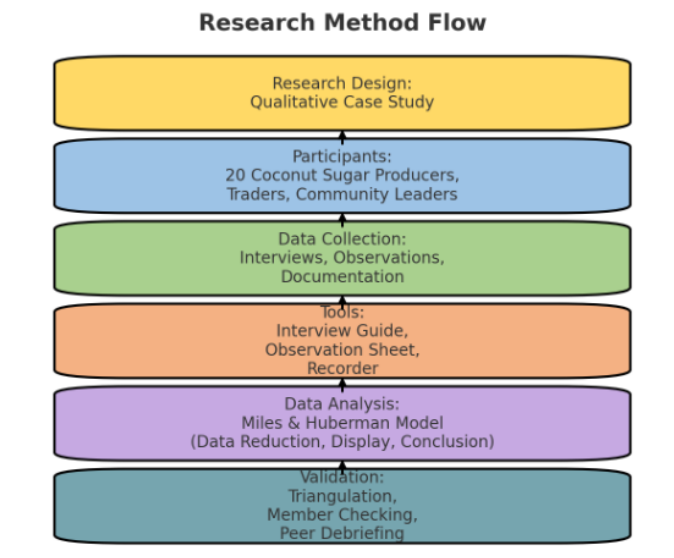 Research Method Flow
Research Design:
Qualitative Case Study
Participants:
20 Coconut Sugar Producers,
Traders, Community Leaders
Data Collection:
Interviews, Observations,
Documentation
Tools:
Interview Guide,
Observation Sheet,
Recorder
Data Analysis:
Miles & Huberman Model
(Data Reduction, Display, Conclusion)
Validation:
Triangulation,
Member Checking,
Peer Debriefing